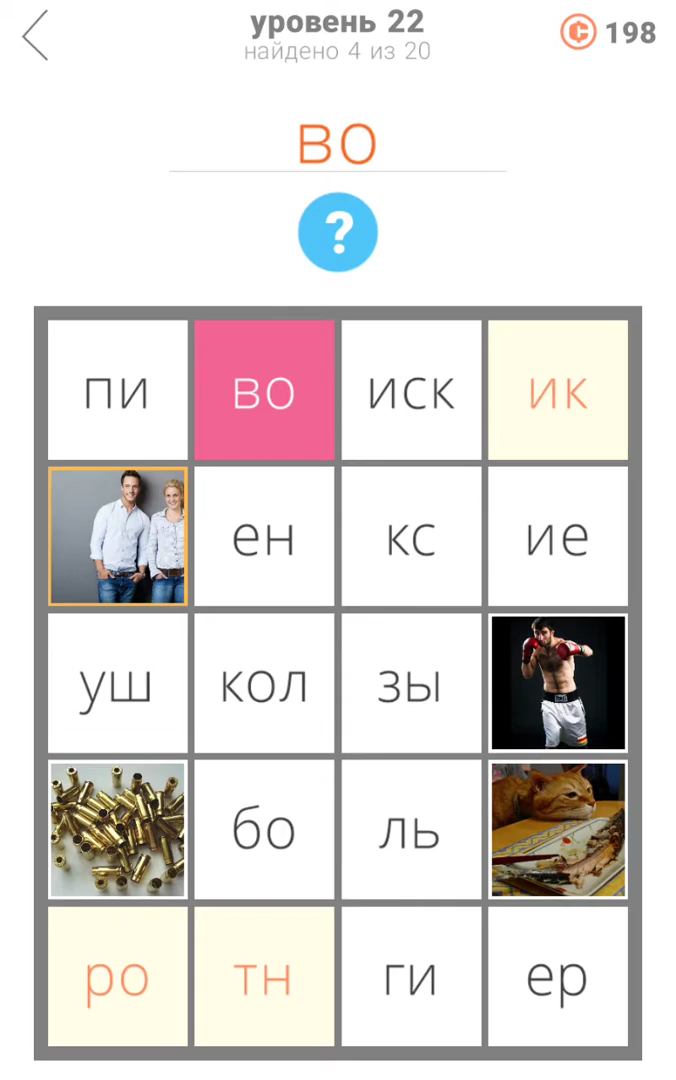 уровень 22
найдено 4 из 20
198
во
?
пи во иск ик
ен кс ие
уш кол зы
бо ль
ро тн ги ер